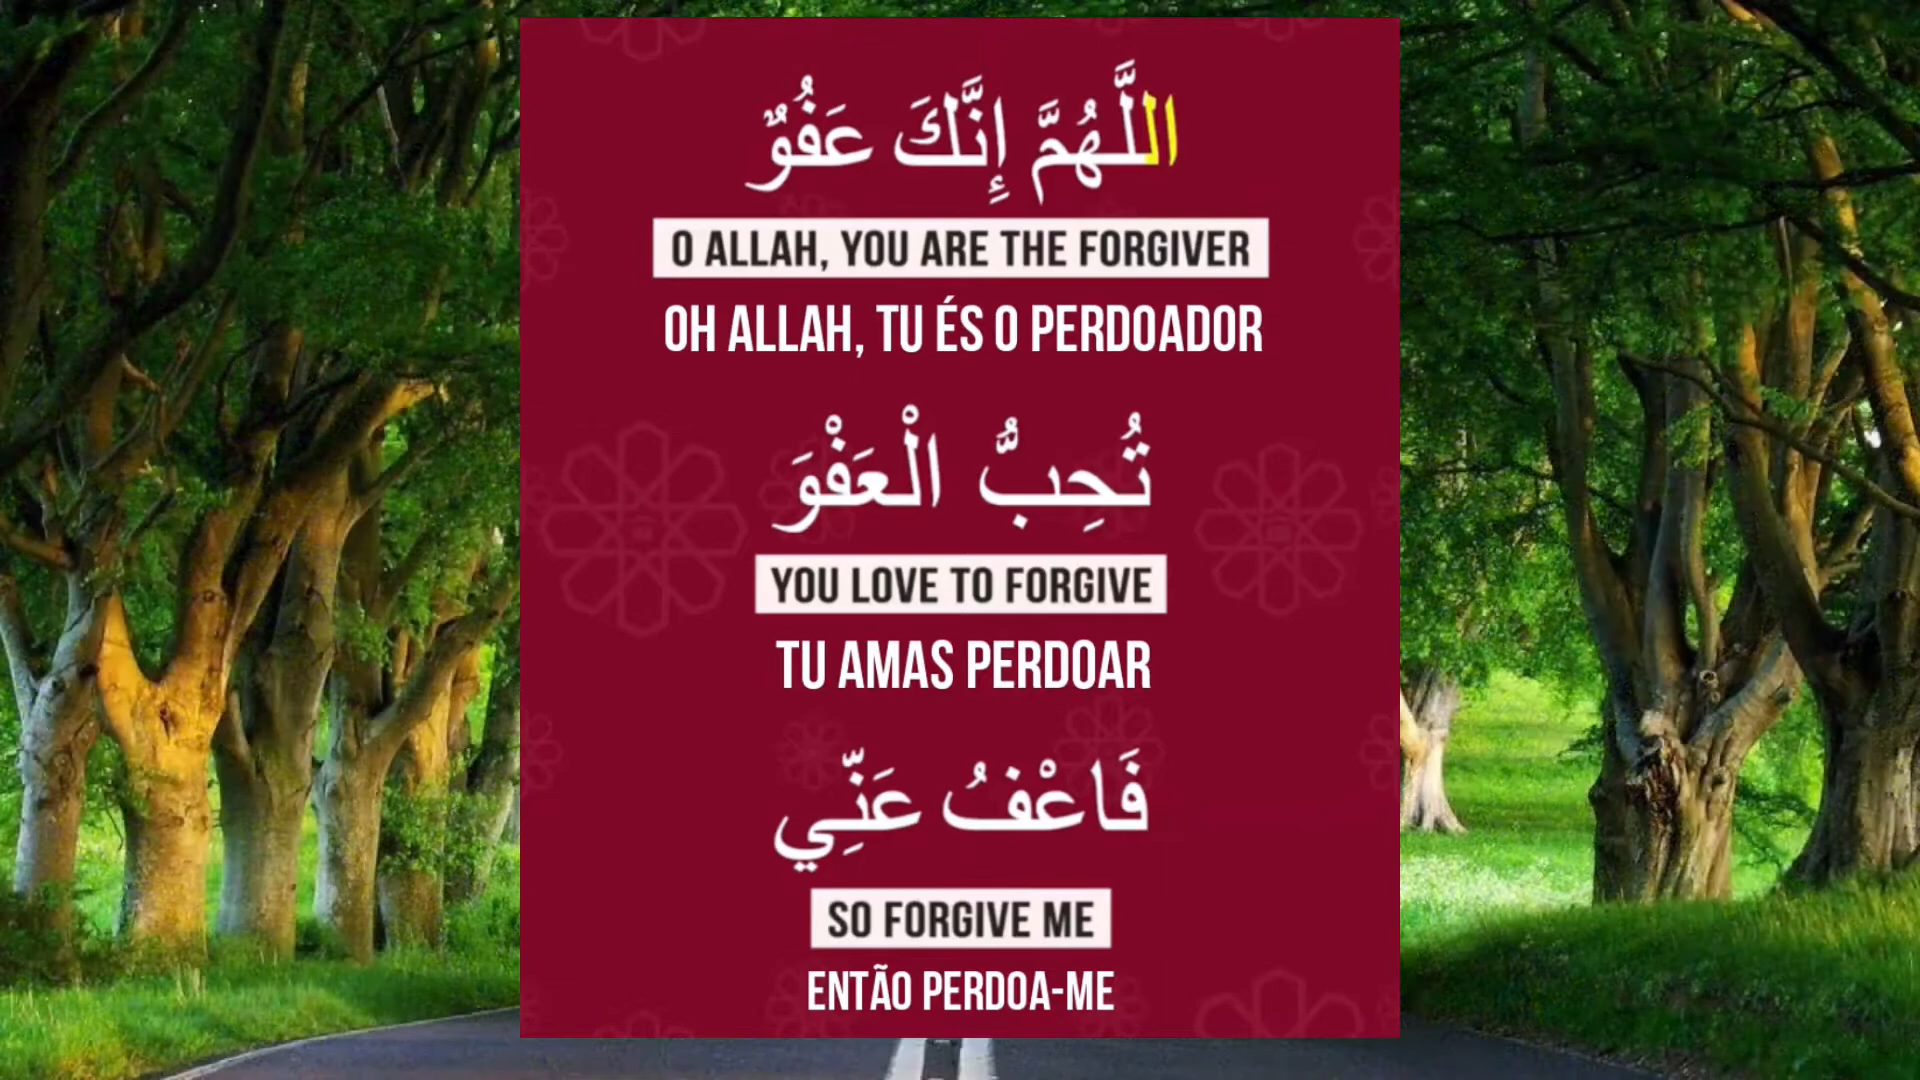 اللَّهُمَّ إِنَّكَ عَفُوٌّ
O ALLAH, YOU ARE THE FORGIVER
OH ALLAH, TU ÉS O PERDOADOR
تُحِبُّ الْعَفْوَ
YOU LOVE TO FORGIVE
TU AMAS PERDOAR
فَاعْفُ عَنِّي
SO FORGIVE ME
ENTÃO PERDOA-ME